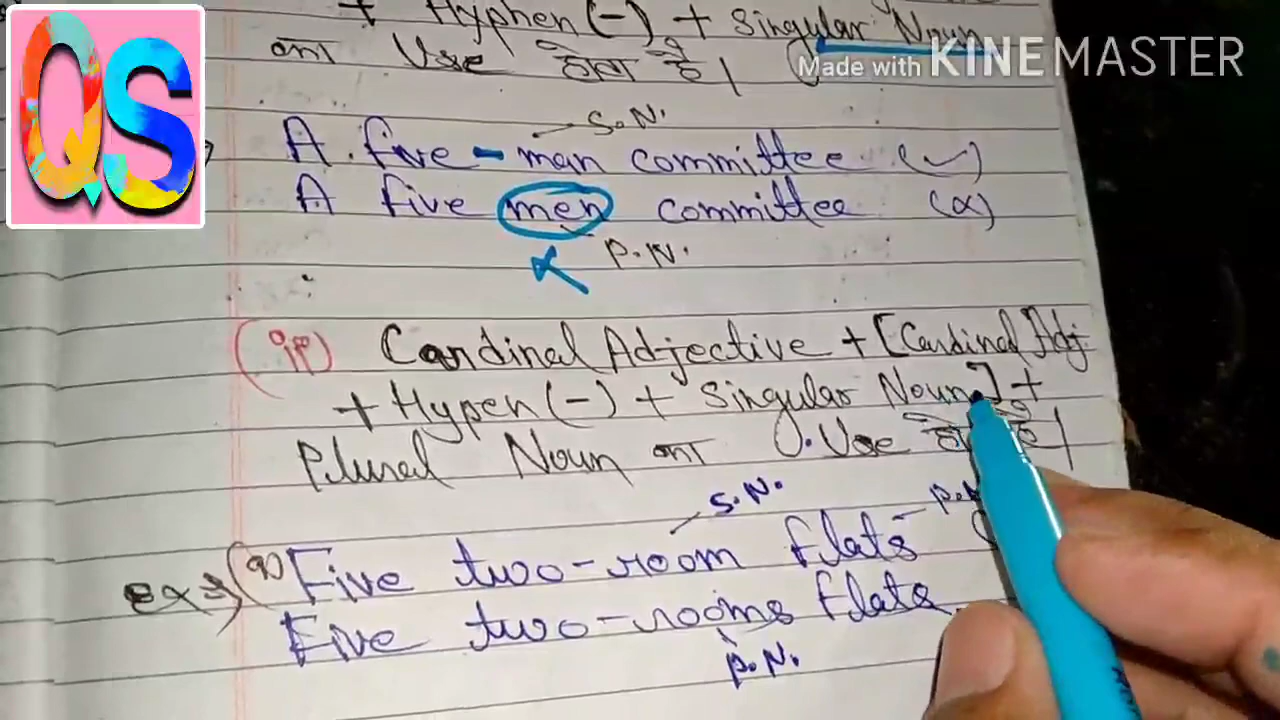 + Hyphen (-) + Singular Noun
का Use होता है।
Made with KINEMASTER
QS
S.N.
A five - man committee (✓)
A five men committee (x)
P.N.
(ii) Cardinal Adjective + [Cardinal Adj
+ Hypen (-) + Singular Noun] +
Plural Noun का Use है।
S.N. P.N
ex (a) Five two-room flats
Five two-rooms flats
P.N.